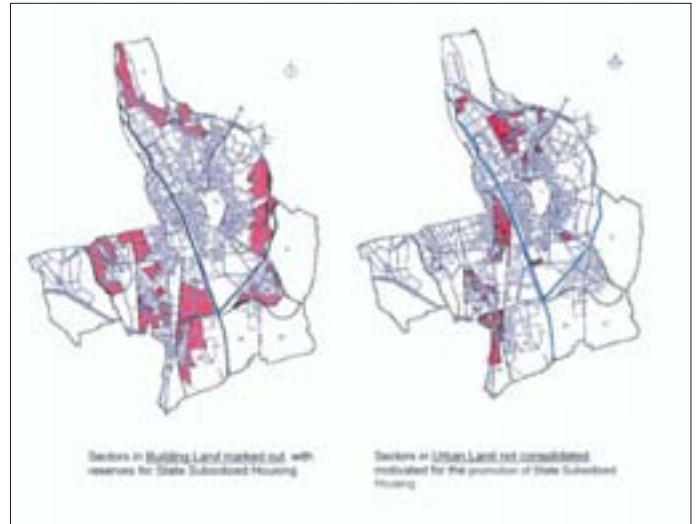 Sectors in Building Land marked out, with
reserves for State Subsidized Housing
Sectors in Urban Land not consolidated,
motivated for the promotion of State Subsidized
Housing